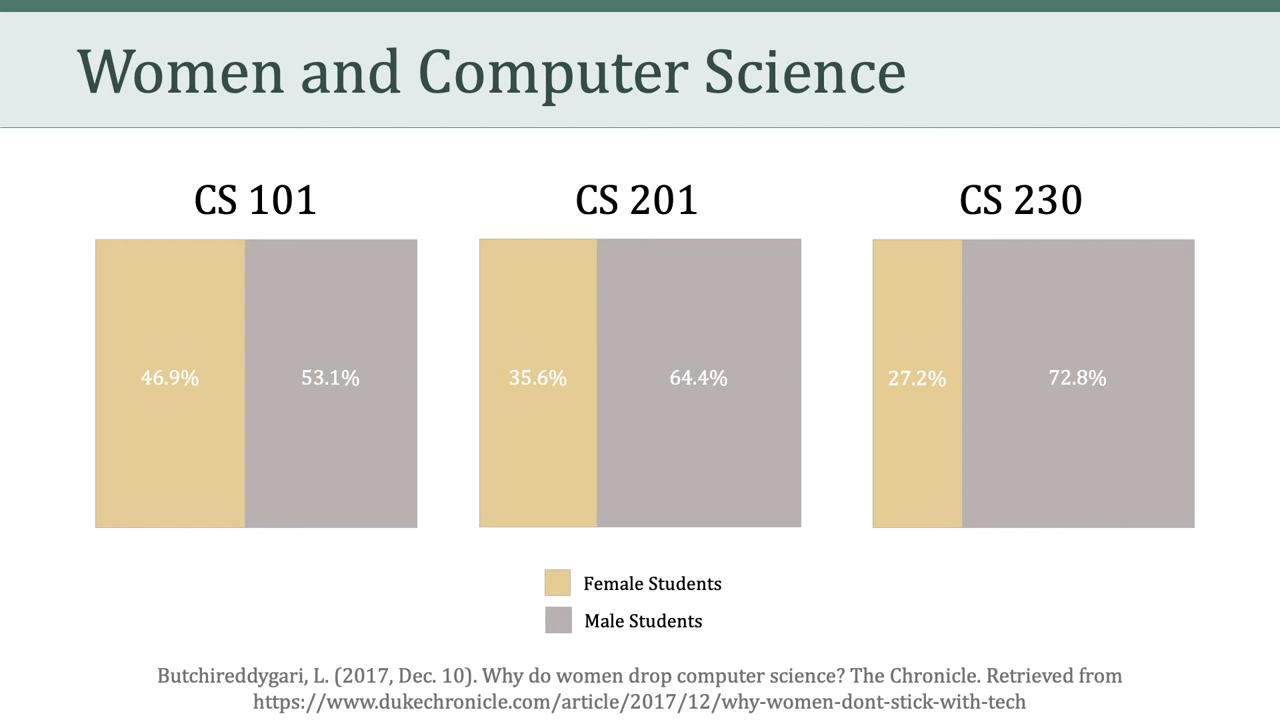 Women and Computer Science
CS 101
CS 201
CS 230
46.9%
53.1%
35.6%
64.4%
27.2%
72.8%
Female Students
Male Students
Butchireddygari, L. (2017, Dec. 10). Why do women drop computer science? The Chronicle. Retrieved from
https://www.dukechronicle.com/article/2017/12/why-women-dont-stick-with-tech